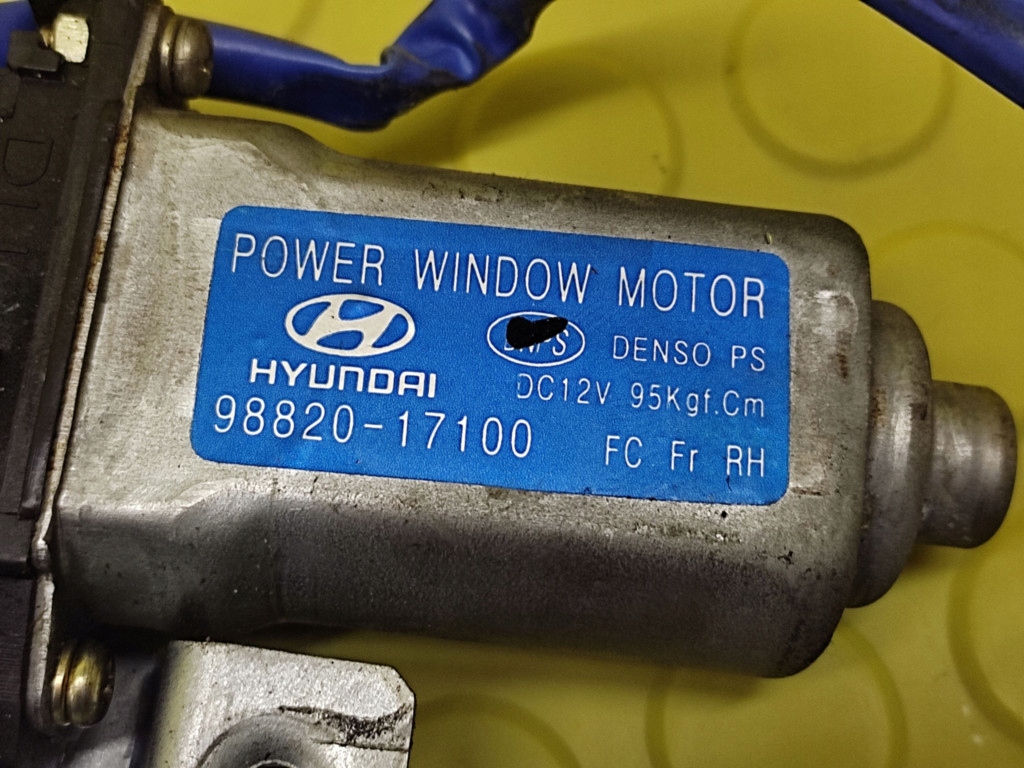 POWER WINDOW MOTOR
DENSO PS
HYUNDAI
DC12V 95Kgf.Cm
98820-17100
FC Fr RH